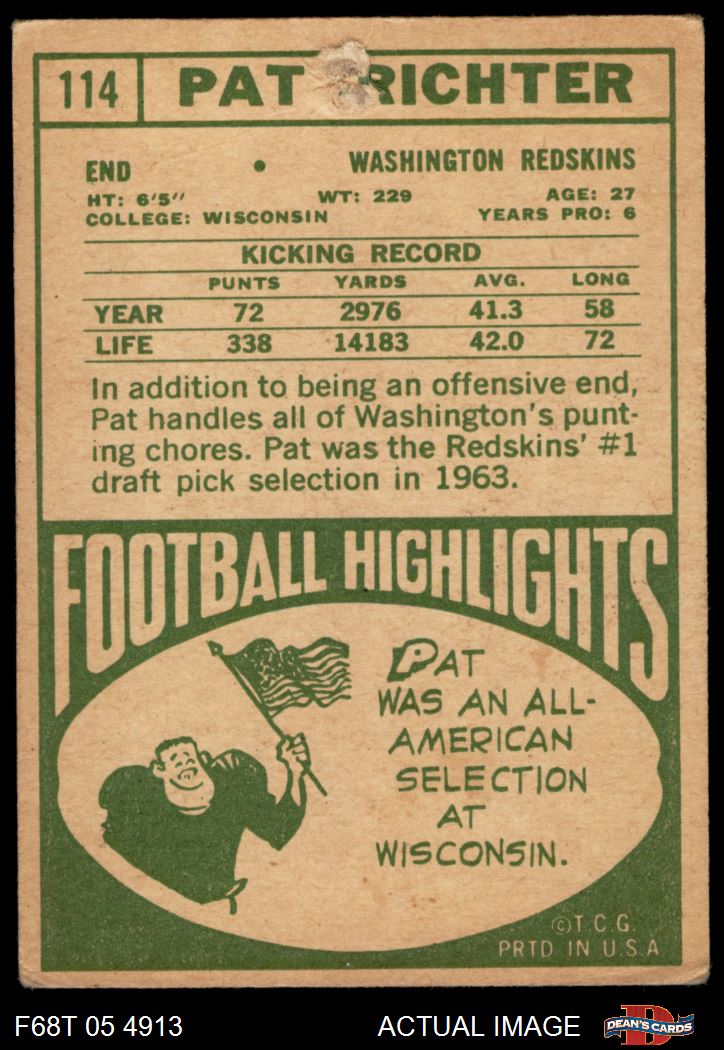 114 PAT RICHTER
END • WASHINGTON REDSKINS
HT: 6'5" WT: 229 AGE: 27
COLLEGE: WISCONSIN YEARS PRO: 6
KICKING RECORD
PUNTS YARDS AVG. LONG
YEAR 72 2976 41.3 58
LIFE 338 14183 42.0 72
In addition to being an offensive end,
Pat handles all of Washington's punt-
ing chores. Pat was the Redskins' #1
draft pick selection in 1963.
FOOTBALL HIGHLIGHTS
PAT
WAS AN ALL-
AMERICAN
SELECTION
AT
WISCONSIN.
©T.C.G.
PRTD IN U.S.A
F68T 05 4913 ACTUAL IMAGE D DEAN'S CARDS